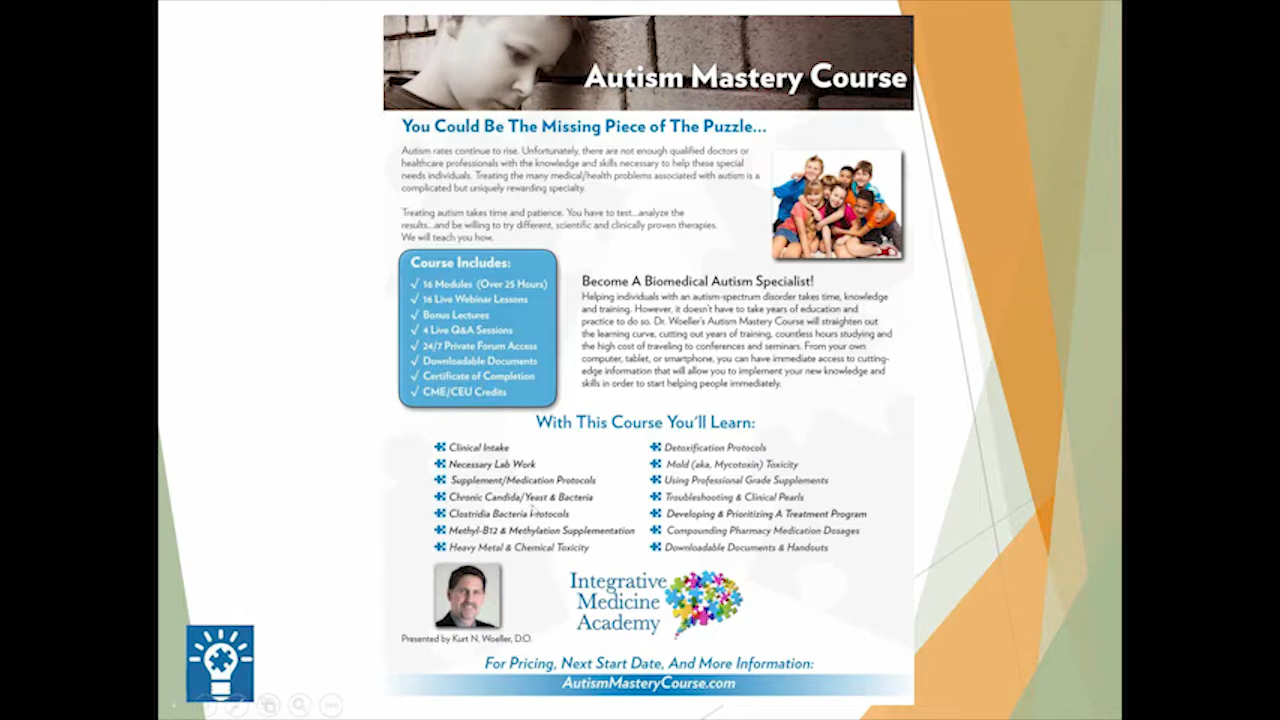 Autism Mastery Course
You Could Be The Missing Piece of The Puzzle...
Autism rates continue to rise. Unfortunately, there are not enough qualified doctors or
healthcare professionals with the knowledge and skills necessary to help these special
needs individuals. Treating the many medical/health problems associated with autism is a
complicated but uniquely rewarding specialty.
Treating autism takes time and patience. You have to test...analyze the
results...and be willing to try different, scientific and clinically proven therapies.
We will teach you how.
Course Includes:
√ 16 Modules (Over 25 Hours)
√ 16 Live Webinar Lessons
√ Bonus Lectures
√ 4 Live Q&A Sessions
√ 24/7 Private Forum Access
√ Downloadable Documents
√ Certificate of Completion
√ CME/CEU Credits
Become A Biomedical Autism Specialist!
Helping individuals with an autism-spectrum disorder takes time, knowledge
and training. However, it doesn't have to take years of education and
practice to do so. Dr. Woeller's Autism Mastery Course will straighten out
the learning curve, cutting out years of training, countless hours studying and
the high cost of traveling to conferences and seminars. From your own
computer, tablet, or smartphone, you can have immediate access to cutting-
edge information that will allow you to implement your new knowledge and
skills in order to start helping people immediately.
With This Course You'll Learn:
Clinical Intake
Necessary Lab Work
Supplement/Medication Protocols
Chronic Candida/Yeast & Bacteria
Clostridia Bacteria Protocols
Methyl-B12 & Methylation Supplementation
Heavy Metal & Chemical Toxicity
Detoxification Protocols
Mold (aka, Mycotoxin) Toxicity
Using Professional Grade Supplements
Troubleshooting & Clinical Pearls
Developing & Prioritizing A Treatment Program
Compounding Pharmacy Medication Dosages
Downloadable Documents & Handouts
Presented by Kurt N. Woeller, D.O.
Integrative
Medicine
Academy
For Pricing, Next Start Date, And More Information:
AutismMasteryCourse.com